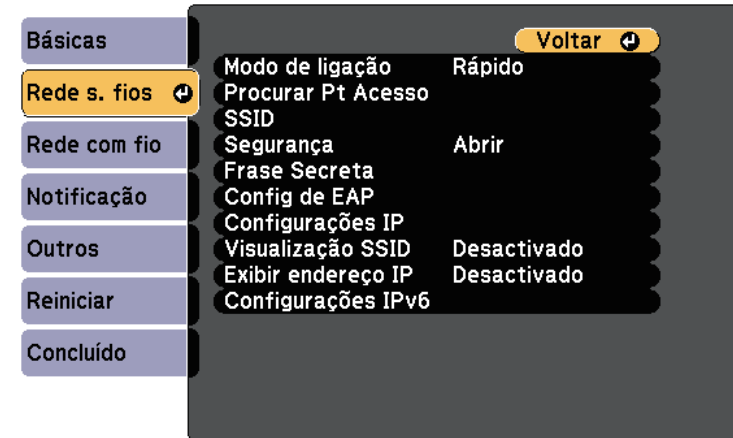 Básicas
Rede s. fios
Rede com fio
Notificação
Outros
Reiniciar
Concluído
Voltar
Modo de ligação Rápido
Procurar Pt Acesso
SSID
Segurança Abrir
Frase Secreta
Config de EAP
Configurações IP
Visualização SSID Desactivado
Exibir endereço IP Desactivado
Configurações IPv6